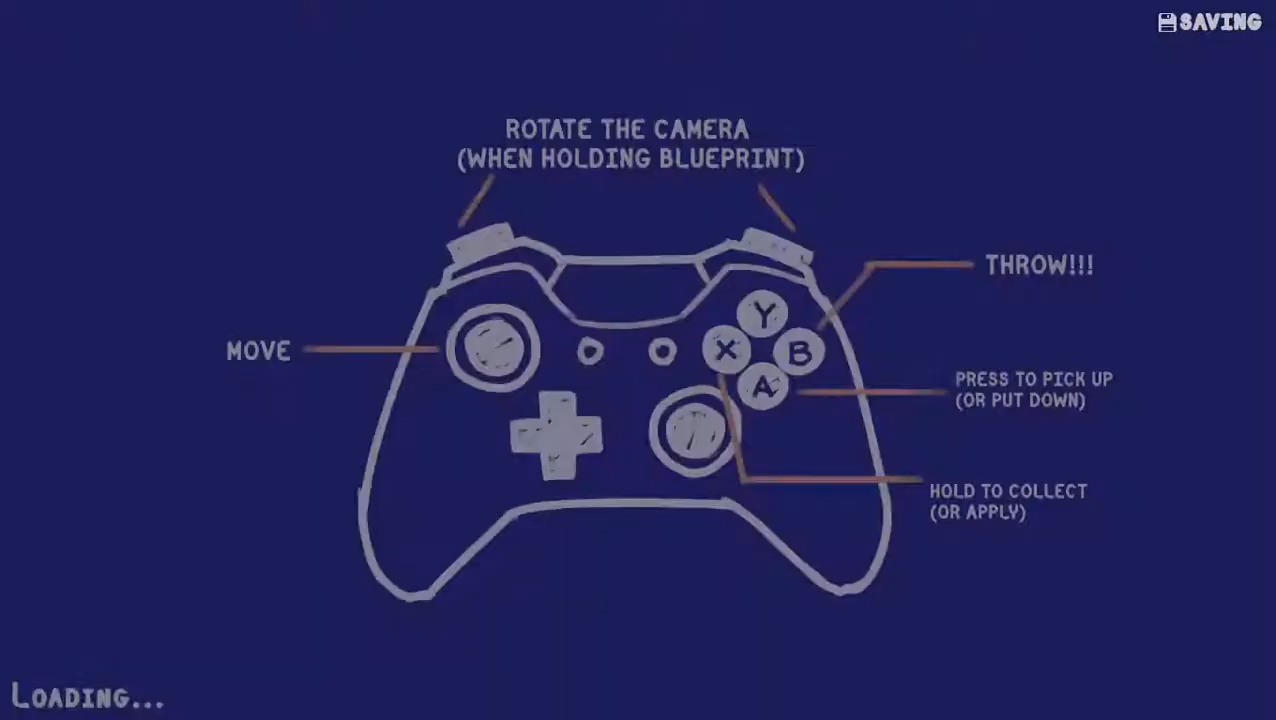 SAVING
ROTATE THE CAMERA
(WHEN HOLDING BLUEPRINT)
THROW!!!
Y
MOVE
X
B
PRESS TO PICK UP
(OR PUT DOWN)
A
HOLD TO COLLECT
(OR APPLY)
LOADING...